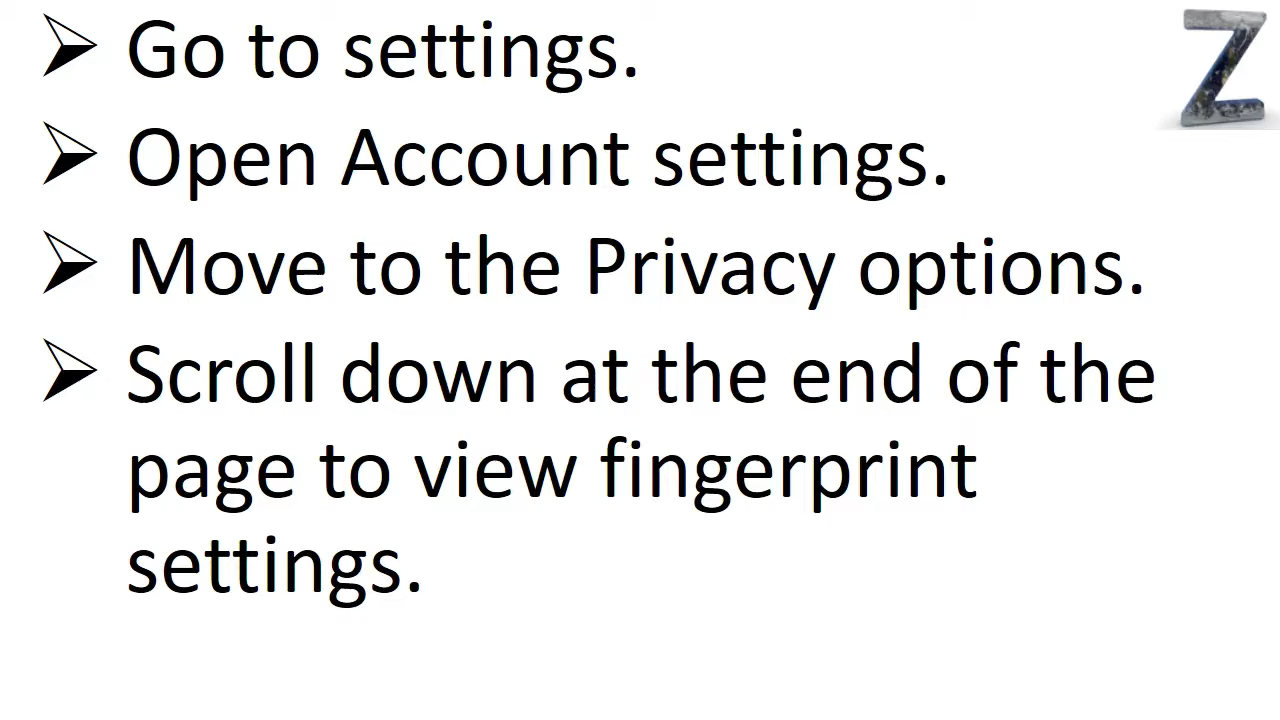 Go to settings.
Open Account settings.
Move to the Privacy options.
Scroll down at the end of the
page to view fingerprint
settings.
Z